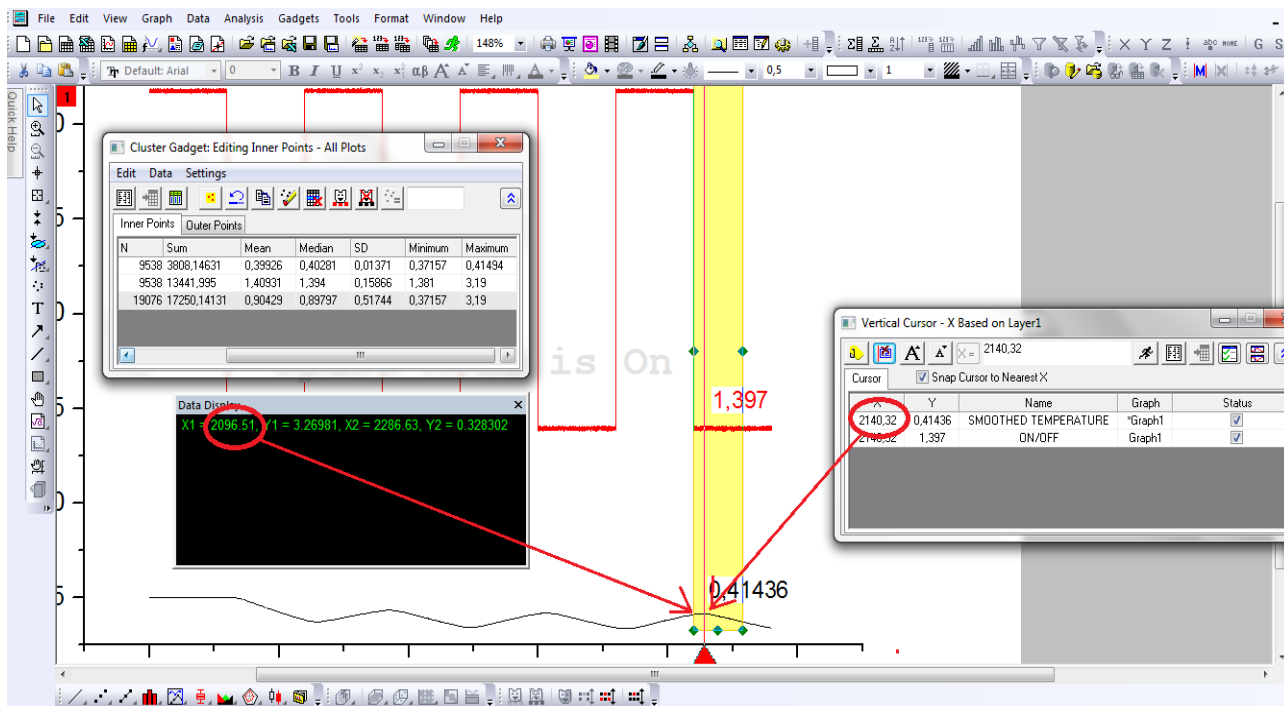 File Edit View Graph Data Analysis Gadgets Tools Format Window Help
148%
X Y Z
Default: Arial 0 B I U x² x₂ αβ A A 0,5 1
Quick Help
1
Cluster Gadget: Editing Inner Points - All Plots
Edit Data Settings
Inner Points Outer Points
N Sum Mean Median SD Minimum Maximum
9538 3808,14631 0,39926 0,40281 0,01371 0,37157 0,41494
9538 13441,995 1,40931 1,394 0,15866 1,381 3,19
19076 17250,14131 0,90429 0,89797 0,51744 0,37157 3,19
is On
Data Display
X1 = 2096.51, Y1 = 3.26981, X2 = 2286.63, Y2 = 0.328302
1,397
0,41436
Vertical Cursor - X Based on Layer1
X = 2140,32
Cursor Snap Cursor to Nearest X
X Y Name Graph Status
2140,32 0,41436 SMOOTHED TEMPERATURE *Graph1
2140,32 1,397 ON/OFF Graph1